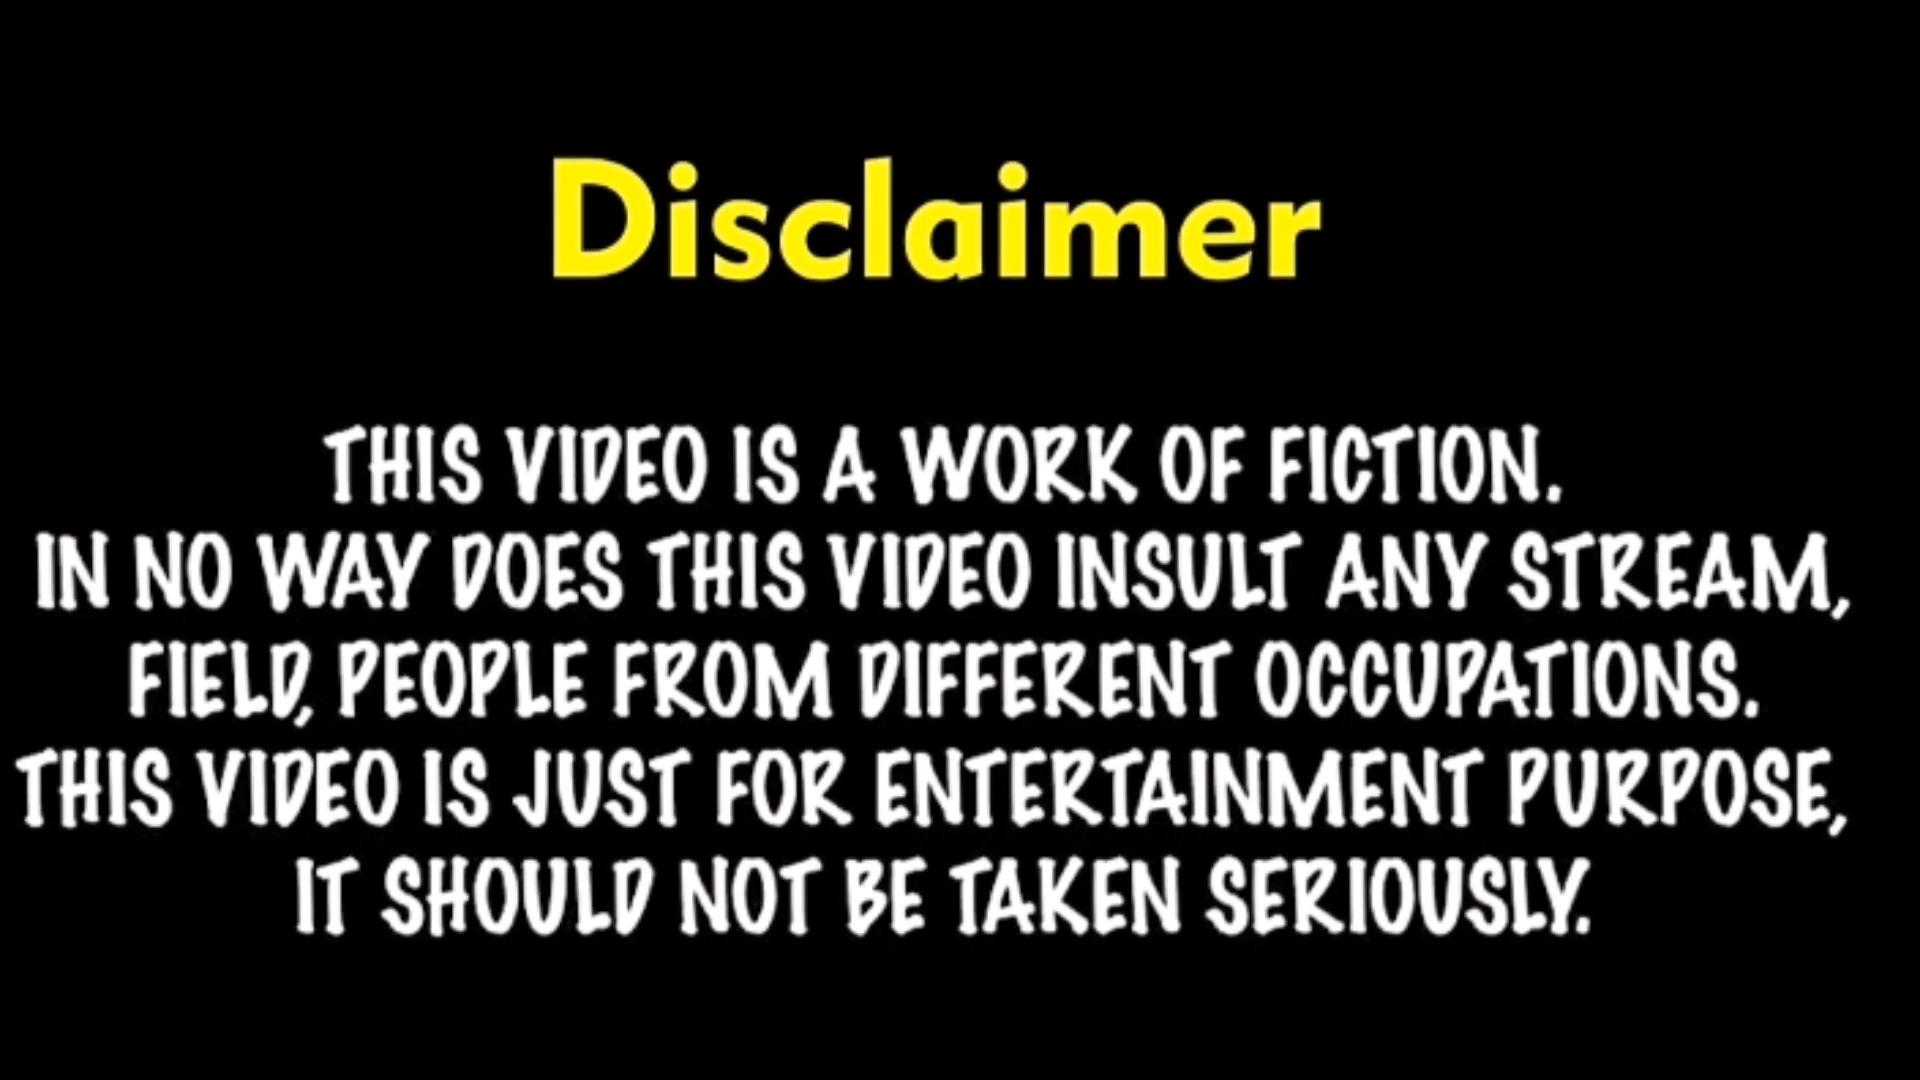 Disclaimer
THIS VIDEO IS A WORK OF FICTION.
IN NO WAY DOES THIS VIDEO INSULT ANY STREAM,
FIELD, PEOPLE FROM DIFFERENT OCCUPATIONS.
THIS VIDEO IS JUST FOR ENTERTAINMENT PURPOSE,
IT SHOULD NOT BE TAKEN SERIOUSLY.